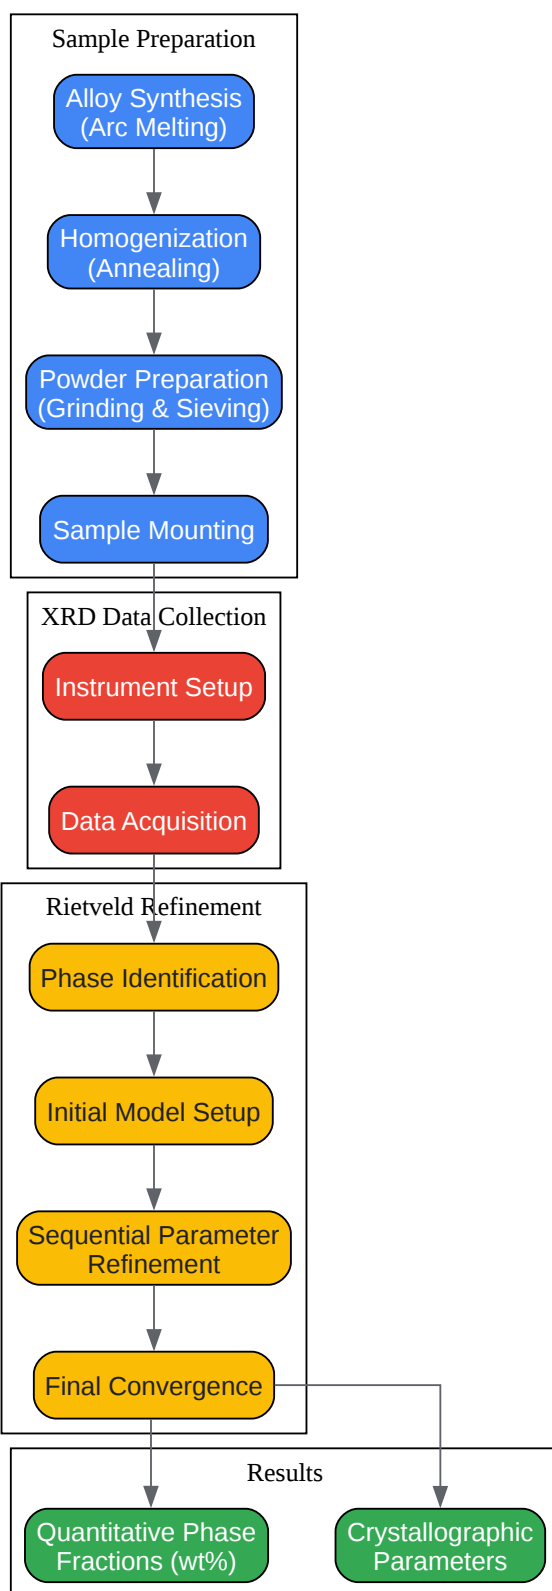 Sample Preparation
Alloy Synthesis
(Arc Melting)
Homogenization
(Annealing)
Powder Preparation
(Grinding & Sieving)
Sample Mounting
XRD Data Collection
Instrument Setup
Data Acquisition
Rietveld Refinement
Phase Identification
Initial Model Setup
Sequential Parameter
Refinement
Final Convergence
Results
Quantitative Phase
Fractions (wt%)
Crystallographic
Parameters